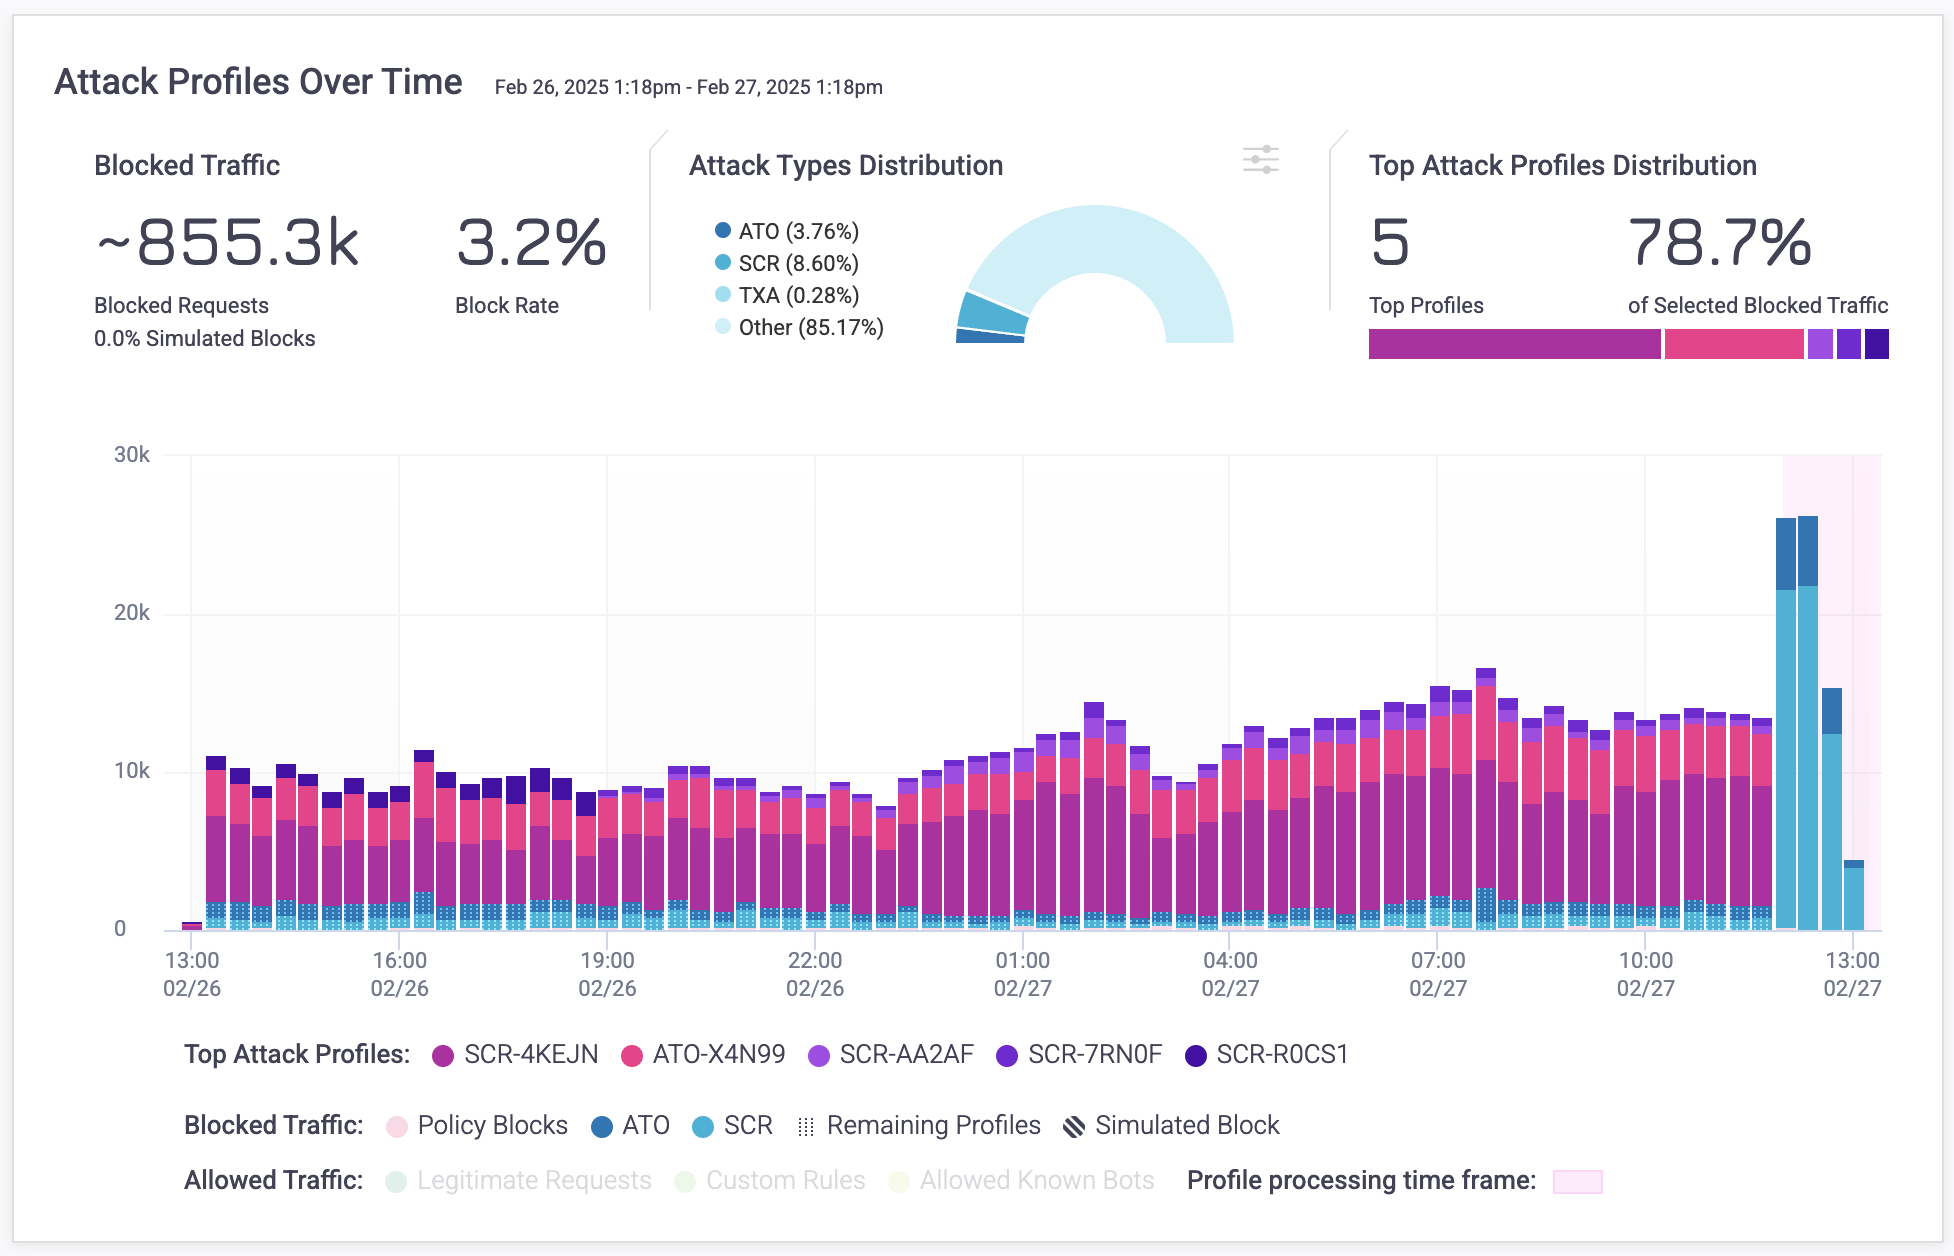 Attack Profiles Over Time Feb 26, 2025 1:18pm - Feb 27, 2025 1:18pm
Blocked Traffic
~855.3k 3.2%
Blocked Requests Block Rate
0.0% Simulated Blocks
Attack Types Distribution
ATO (3.76%)
SCR (8.60%)
TXA (0.28%)
Other (85.17%)
Top Attack Profiles Distribution
5 78.7%
Top Profiles of Selected Blocked Traffic
30k
20k
10k
0
13:00 16:00 19:00 22:00 01:00 04:00 07:00 10:00 13:00
02/26 02/26 02/26 02/26 02/27 02/27 02/27 02/27 02/27
Top Attack Profiles: SCR-4KEJN ATO-X4N99 SCR-AA2AF SCR-7RN0F SCR-R0CS1
Blocked Traffic: Policy Blocks ATO SCR Remaining Profiles Simulated Block
Allowed Traffic: Legitimate Requests Custom Rules Allowed Known Bots Profile processing time frame: